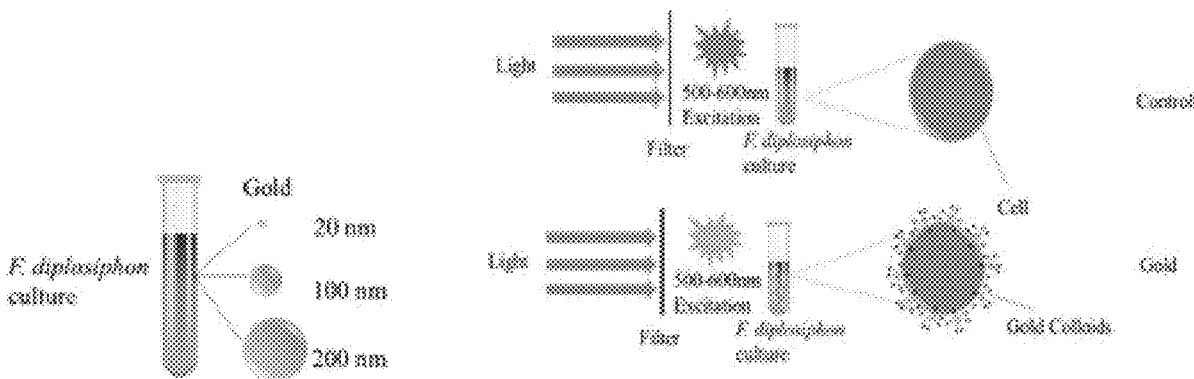 Gold
20 nm
F. diplosiphon
culture
100 nm
200 nm
Light
500-600nm
Excitation
Filter
F. diplosiphon
culture
Cell
Control
Light
500-600nm
Excitation
Filter
F. diplosiphon
culture
Gold Colloids
Gold